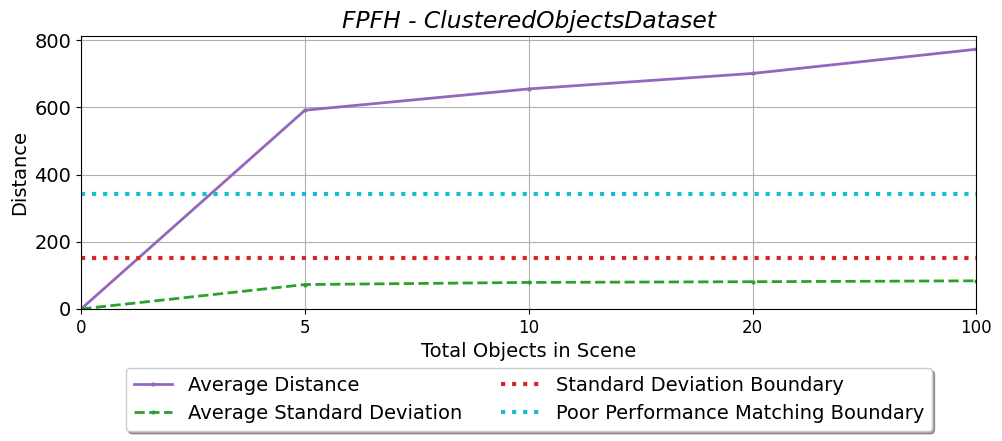 FPFH - ClusteredObjectsDataset
800
600
400
200
0
Distance
0 5 10 20 100
Total Objects in Scene
Average Distance
Average Standard Deviation
Standard Deviation Boundary
Poor Performance Matching Boundary